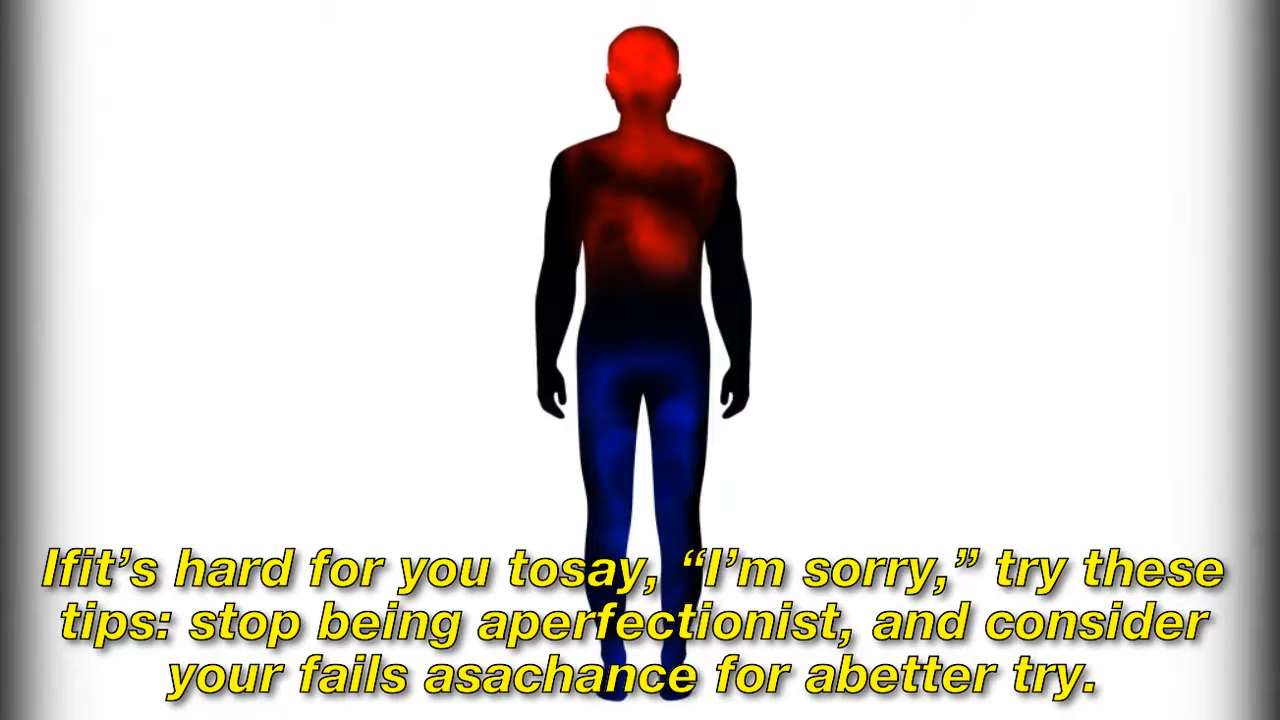 Ifit’s hard for you tosay, “I’m sorry,” try these
tips: stop being aperfectionist, and consider
your fails asachance for abetter try.